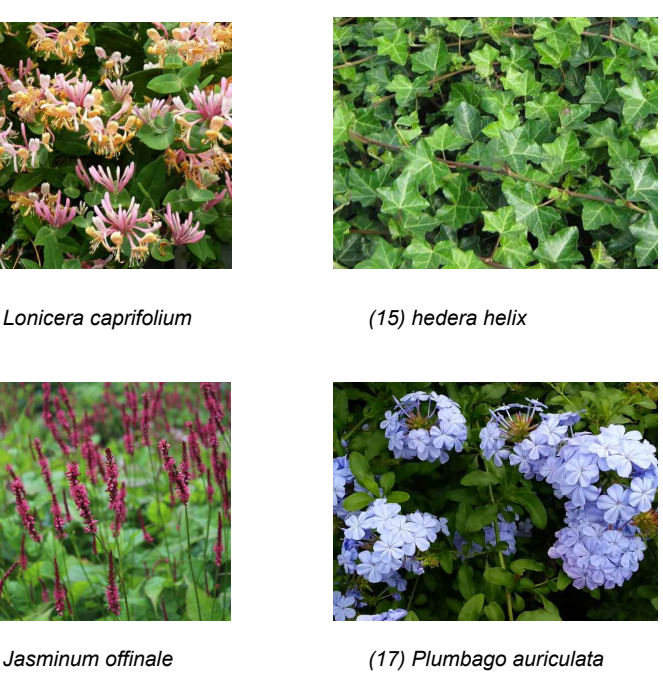 Lonicera caprifolium
(15) hedera helix
Jasminum offinale
(17) Plumbago auriculata